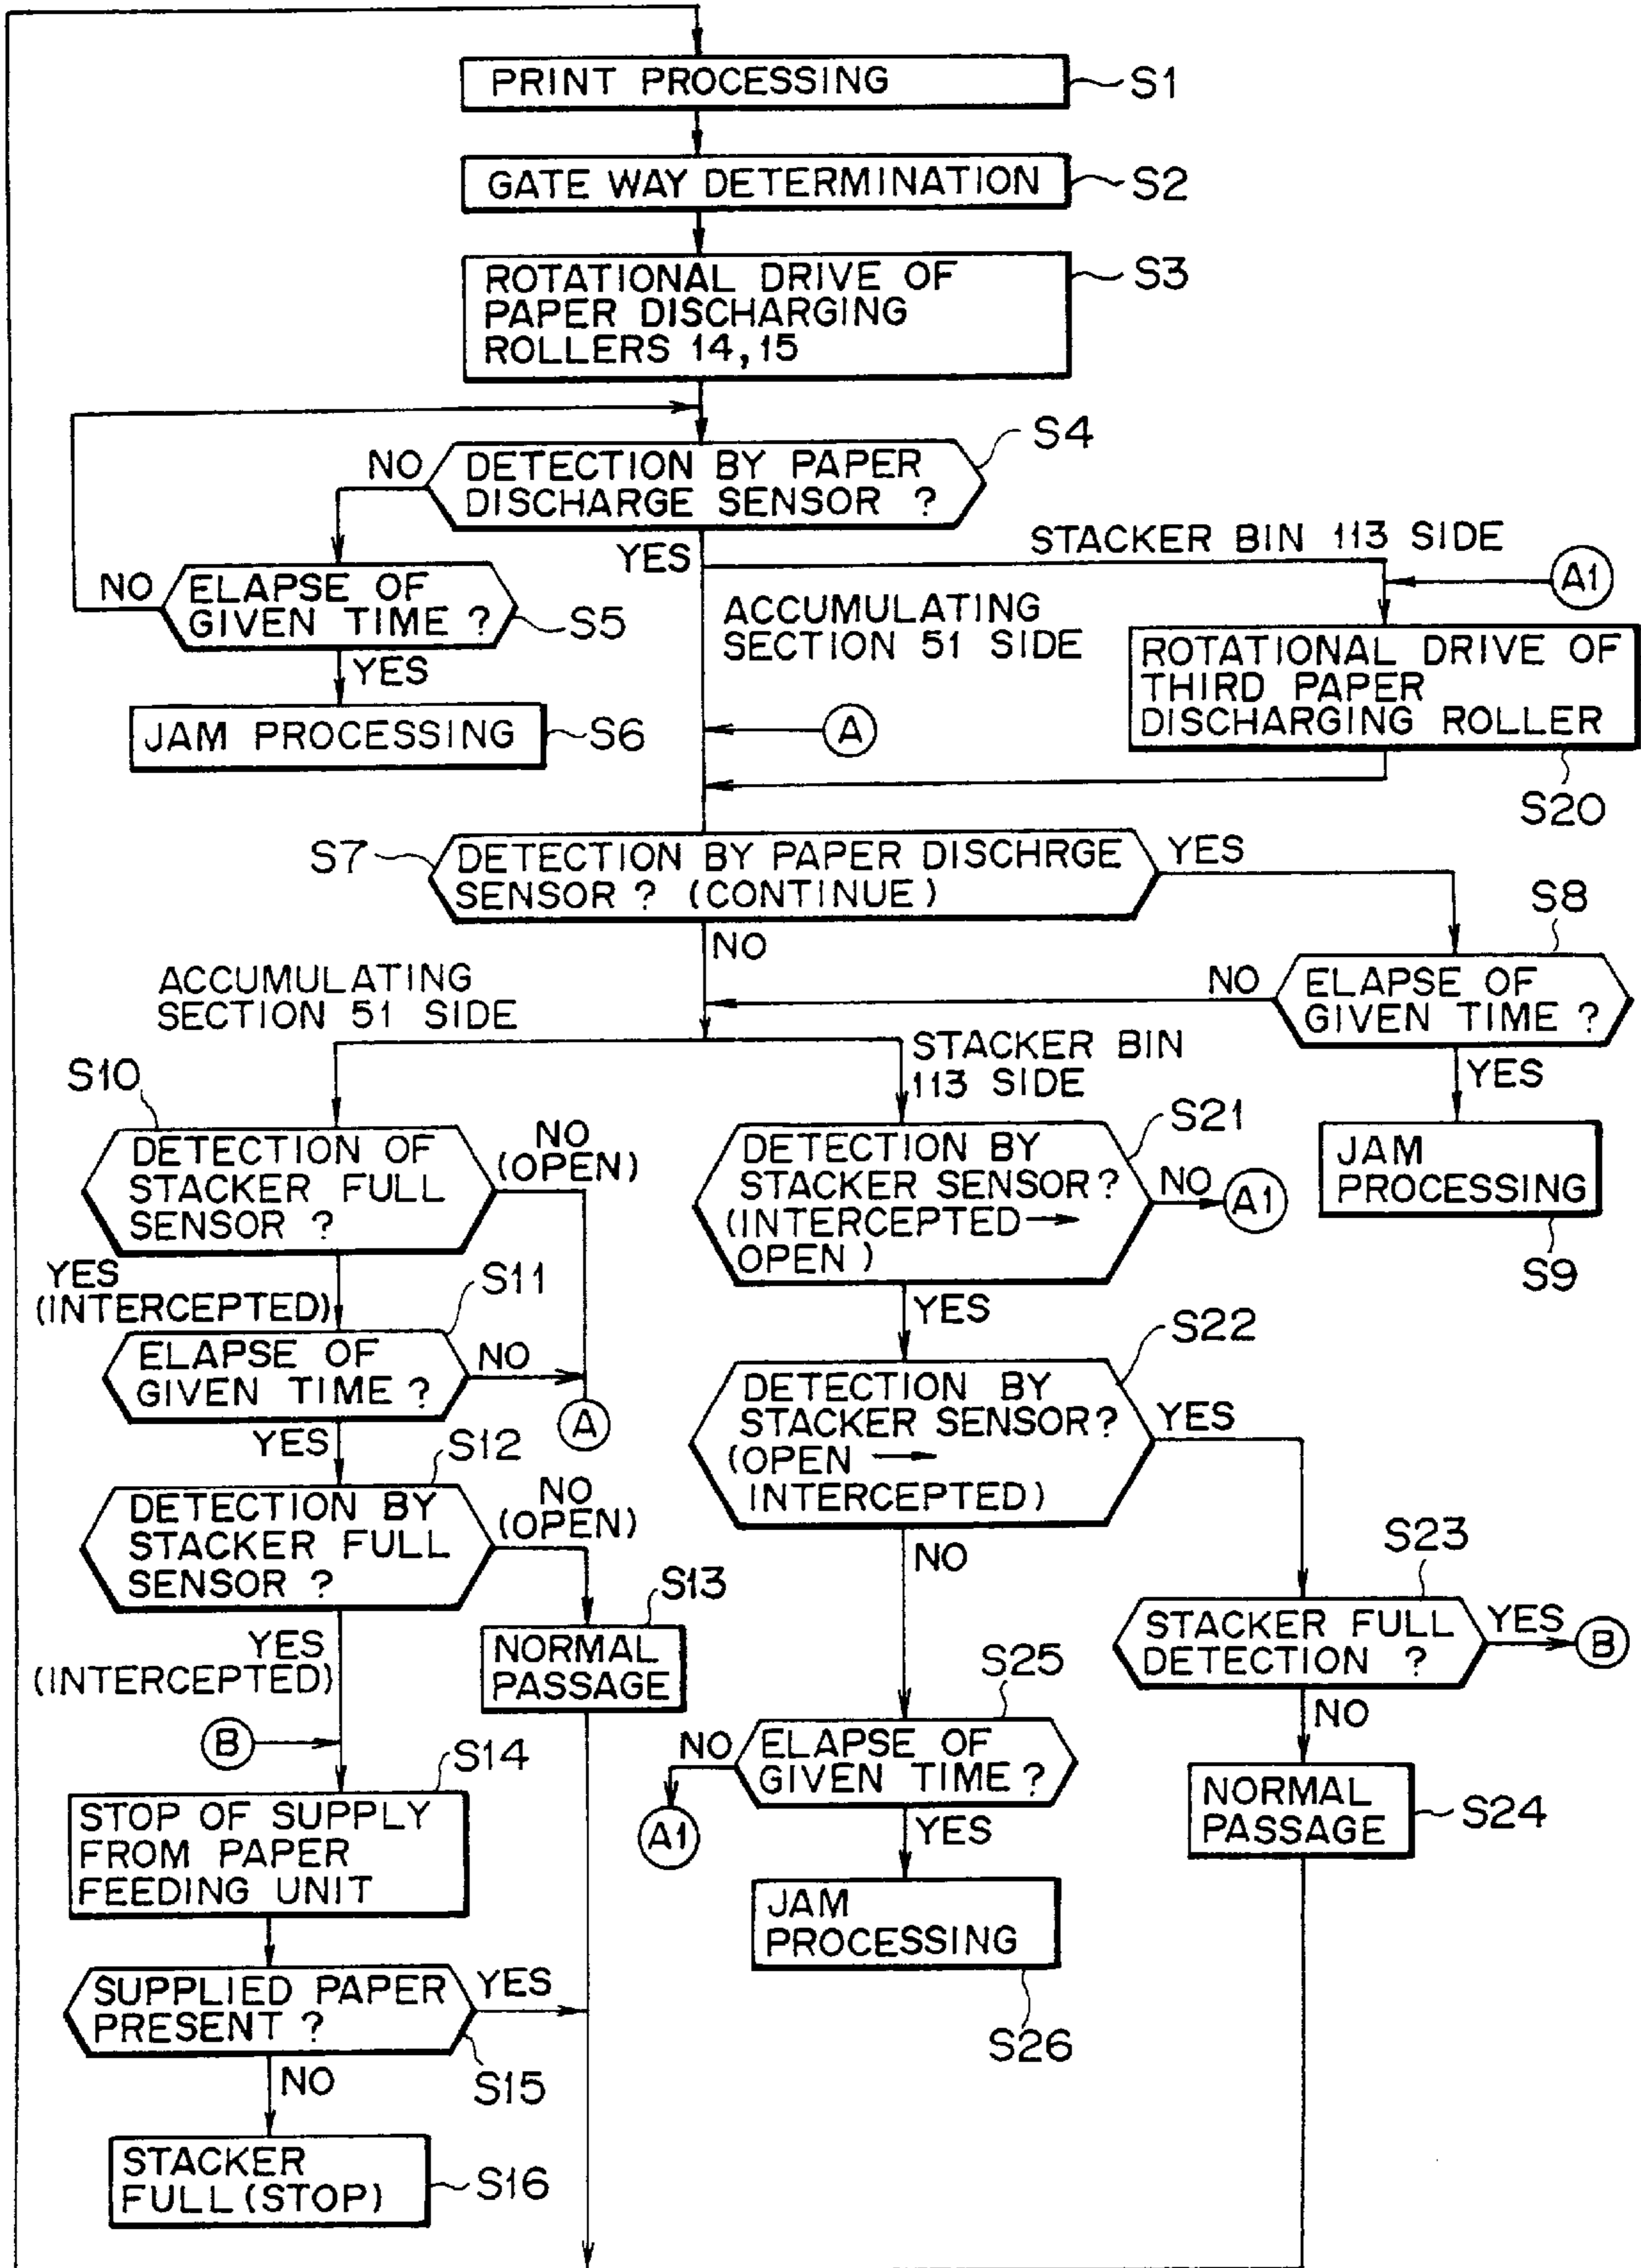 PRINT PROCESSING
S1
GATE WAY DETERMINATION
S2
ROTATIONAL DRIVE OF
PAPER DISCHARGING
ROLLERS 14,15
S3
S4
NO
DETECTION BY PAPER
DISCHARGE SENSOR ?
YES
STACKER BIN 113 SIDE
A1
NO
ELAPSE OF
GIVEN TIME ?
S5
ACCUMULATING
SECTION 51 SIDE
ROTATIONAL DRIVE OF
THIRD PAPER
DISCHARGING ROLLER
S20
YES
JAM PROCESSING
S6
A
S7
DETECTION BY PAPER DISCHRGE
SENSOR ? (CONTINUE)
YES
NO
S8
NO
ELAPSE OF
GIVEN TIME ?
YES
JAM
PROCESSING
S9
ACCUMULATING
SECTION 51 SIDE
STACKER BIN
113 SIDE
S10
DETECTION OF
STACKER FULL
SENSOR ?
NO
(OPEN)
S21
DETECTION BY
STACKER SENSOR?
(INTERCEPTED →
OPEN )
NO
A1
YES
(INTERCEPTED)
S11
ELAPSE OF
GIVEN TIME ?
NO
A
YES
YES
S22
DETECTION BY
STACKER SENSOR?
(OPEN →
INTERCEPTED)
YES
NO
S12
DETECTION BY
STACKER FULL
SENSOR ?
NO
(OPEN)
S13
NORMAL
PASSAGE
YES
(INTERCEPTED)
B
S23
STACKER FULL
DETECTION ?
YES
B
NO
NORMAL
PASSAGE
S24
S25
NO
ELAPSE OF
GIVEN TIME ?
A1
YES
JAM
PROCESSING
S26
S14
STOP OF SUPPLY
FROM PAPER
FEEDING UNIT
SUPPLIED PAPER
PRESENT ?
YES
S15
NO
STACKER
FULL (STOP)
S16